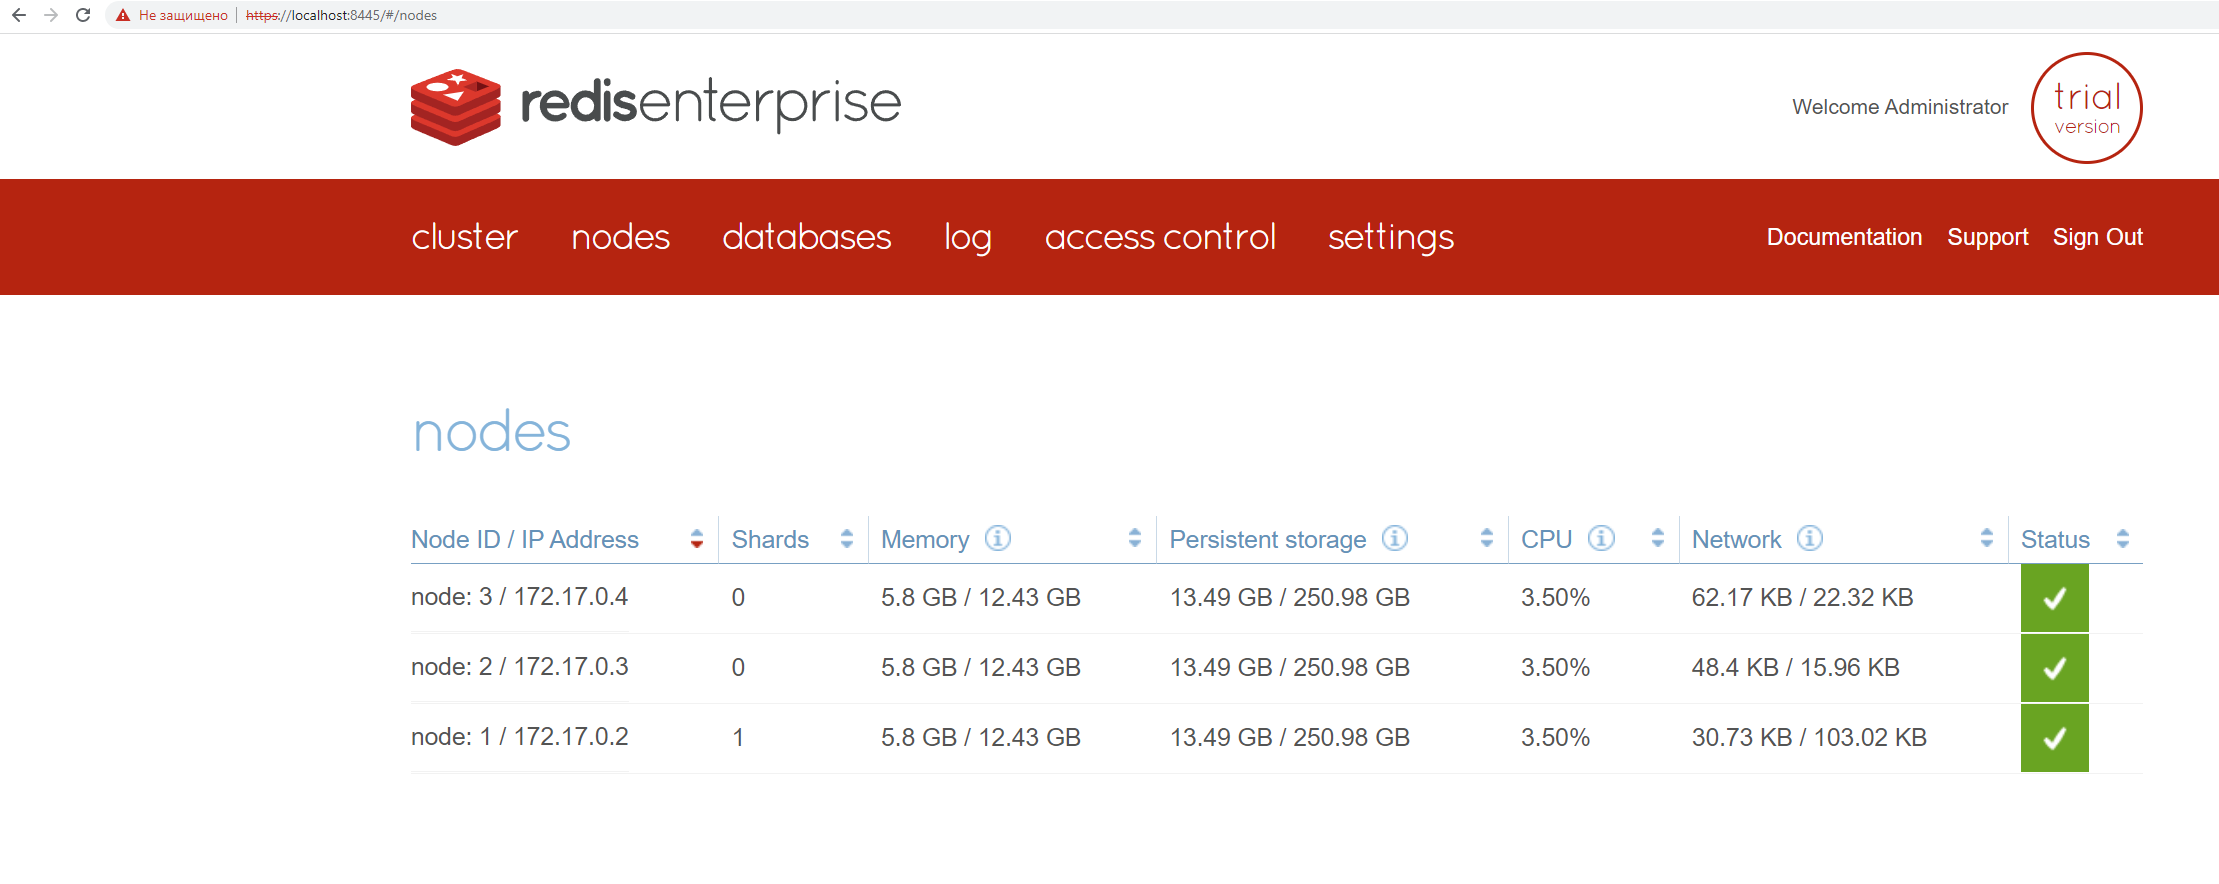 Не защищено https://localhost:8445/#/nodes
redisenterprise
Welcome Administrator
trial
version
cluster nodes databases log access control settings Documentation Support Sign Out
nodes
Node ID / IP Address Shards Memory Persistent storage CPU Network Status
node: 3 / 172.17.0.4 0 5.8 GB / 12.43 GB 13.49 GB / 250.98 GB 3.50% 62.17 KB / 22.32 KB
node: 2 / 172.17.0.3 0 5.8 GB / 12.43 GB 13.49 GB / 250.98 GB 3.50% 48.4 KB / 15.96 KB
node: 1 / 172.17.0.2 1 5.8 GB / 12.43 GB 13.49 GB / 250.98 GB 3.50% 30.73 KB / 103.02 KB